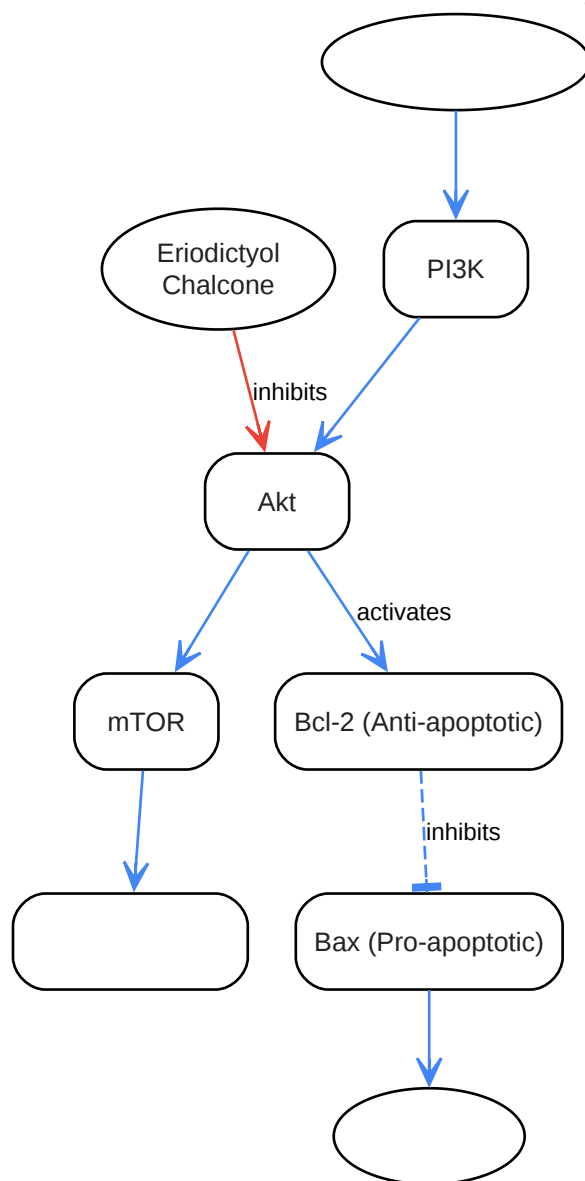 Eriodictyol
Chalcone
PI3K
inhibits
Akt
activates
mTOR
Bcl-2 (Anti-apoptotic)
inhibits
Bax (Pro-apoptotic)